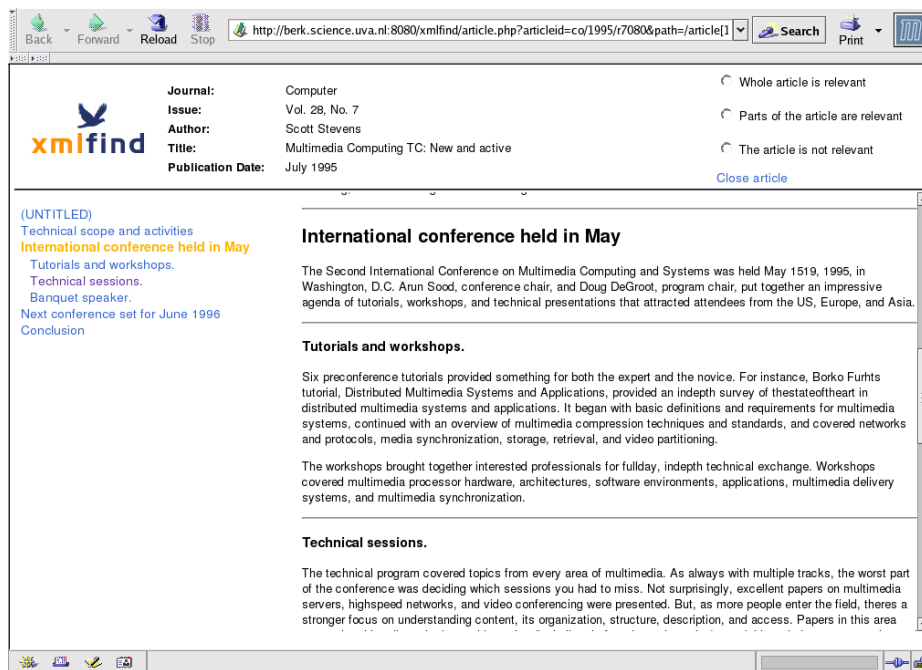 Back
Forward
Reload
Stop
http://berk.science.uva.nl:8080/xmlfind/article.php?articleid=co/1995/r7080&path=/article[1]
Search
Print
xmlfind
Journal: Computer
Issue: Vol. 28, No. 7
Author: Scott Stevens
Title: Multimedia Computing TC: New and active
Publication Date: July 1995
Whole article is relevant
Parts of the article are relevant
The article is not relevant
Close article
(UNTITLED)
Technical scope and activities
International conference held in May
Tutorials and workshops.
Technical sessions.
Banquet speaker.
Next conference set for June 1996
Conclusion
International conference held in May
The Second International Conference on Multimedia Computing and Systems was held May 1519, 1995, in
Washington, D.C. Arun Sood, conference chair, and Doug DeGroot, program chair, put together an impressive
agenda of tutorials, workshops, and technical presentations that attracted attendees from the US, Europe, and Asia.
Tutorials and workshops.
Six preconference tutorials provided something for both the expert and the novice. For instance, Borko Furhts
tutorial, Distributed Multimedia Systems and Applications, provided an indepth survey of thestateoftheart in
distributed multimedia systems and applications. It began with basic definitions and requirements for multimedia
systems, continued with an overview of multimedia compression techniques and standards, and covered networks
and protocols, media synchronization, storage, retrieval, and video partitioning.
The workshops brought together interested professionals for fullday, indepth technical exchange. Workshops
covered multimedia processor hardware, architectures, software environments, applications, multimedia delivery
systems, and multimedia synchronization.
Technical sessions.
The technical program covered topics from every area of multimedia. As always with multiple tracks, the worst part
of the conference was deciding which sessions you had to miss. Not surprisingly, excellent papers on multimedia
servers, highspeed networks, and video conferencing were presented. But, as more people enter the field, theres a
stronger focus on understanding content, its organization, structure, description, and access. Papers in this area